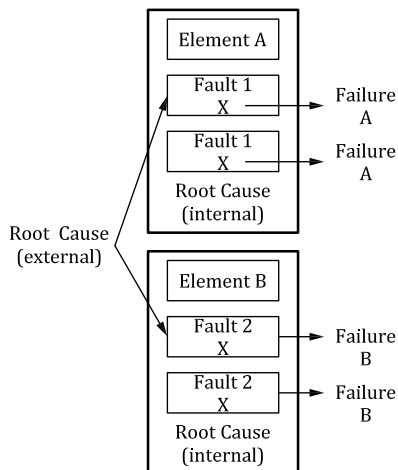 Element A
Fault 1
X
Failure
A
Fault 1
X
Failure
A
Root Cause
(internal)
Root Cause
(external)
Element B
Fault 2
X
Failure
B
Fault 2
X
Failure
B
Root Cause
(internal)